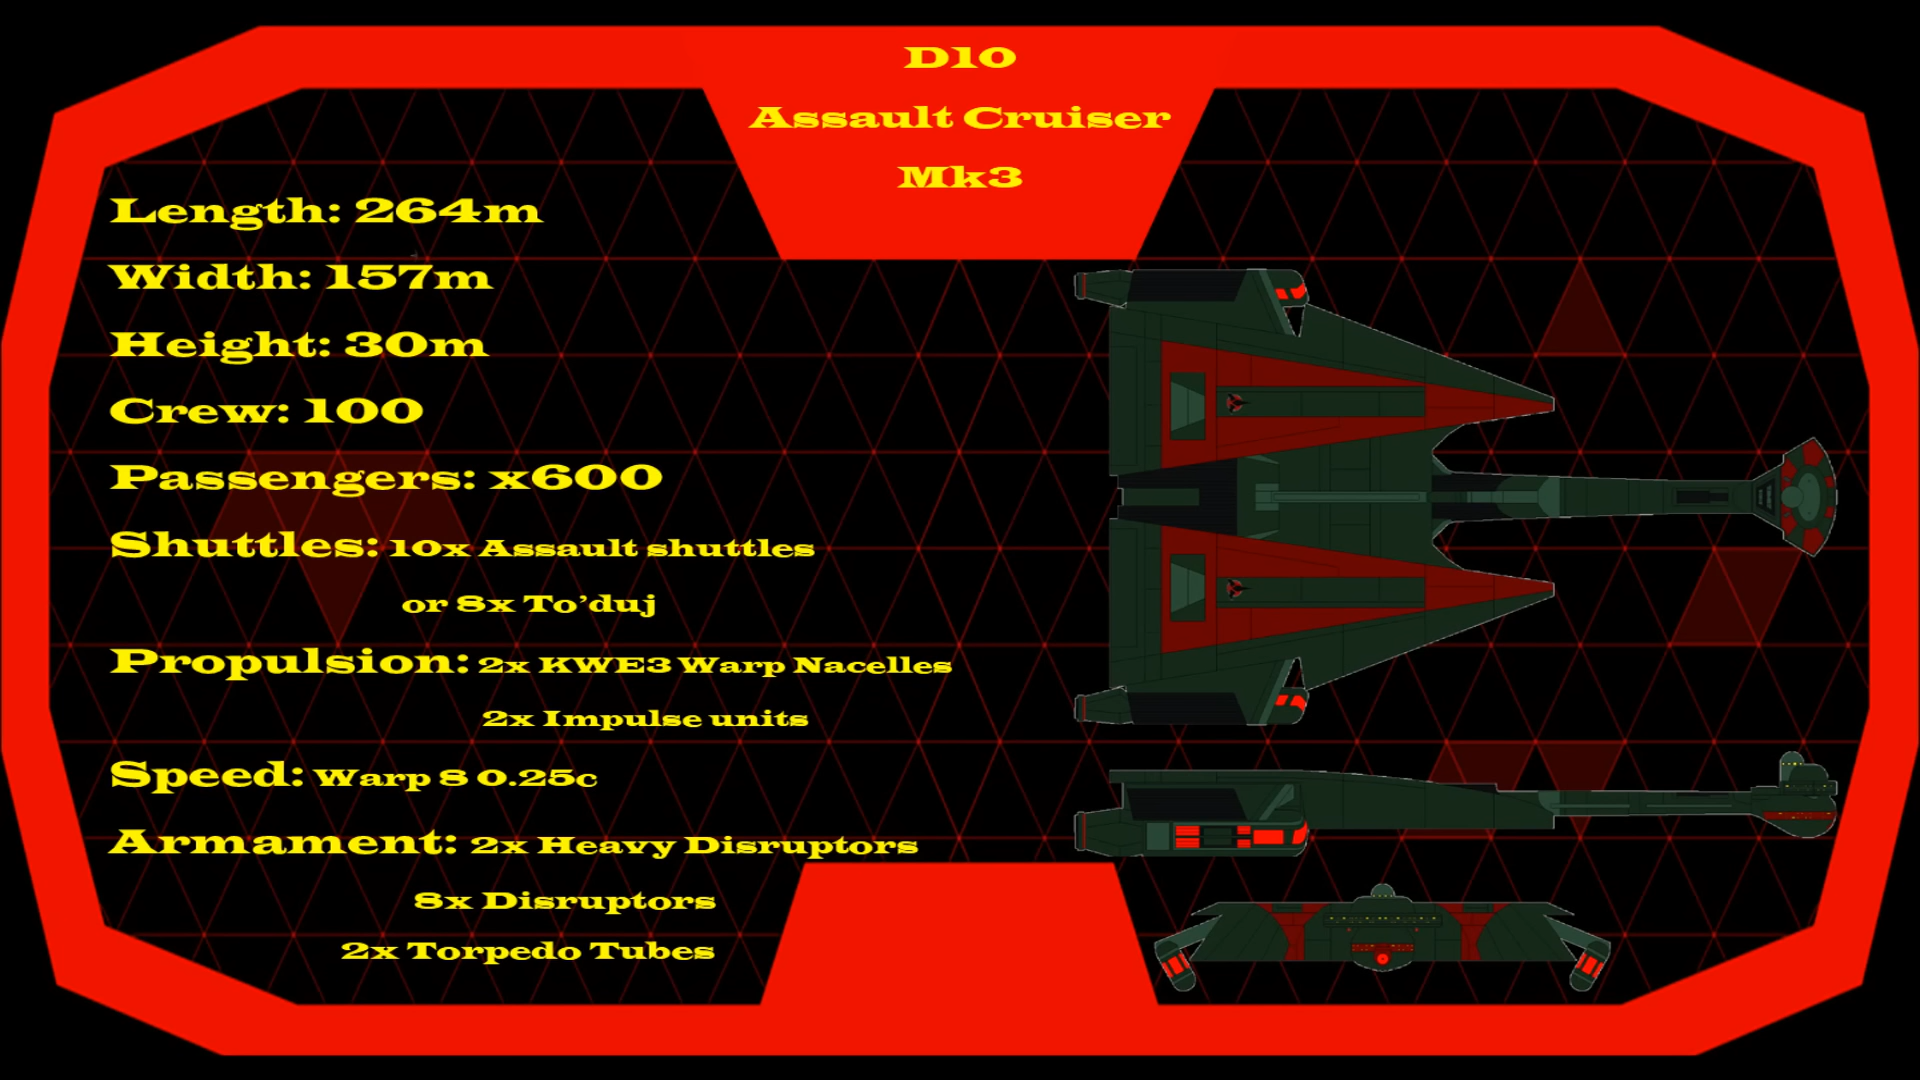 D10
Assault Cruiser
Mk3
Length: 264m
Width: 157m
Height: 30m
Crew: 100
Passengers: x600
Shuttles: 10x Assault shuttles
or 8x To’duj
Propulsion: 2x KWE3 Warp Nacelles
2x Impulse units
Speed: Warp 8 0.25c
Armament: 2x Heavy Disruptors
8x Disruptors
2x Torpedo Tubes